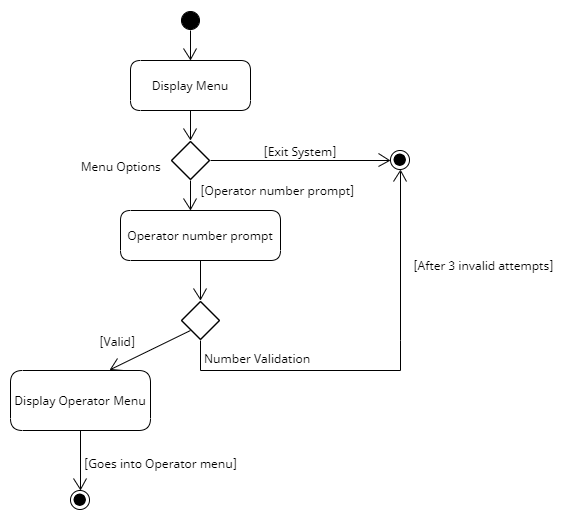 Display Menu
[Exit System]
Menu Options
[Operator number prompt]
Operator number prompt
[After 3 invalid attempts]
[Valid]
Number Validation
Display Operator Menu
[Goes into Operator menu]